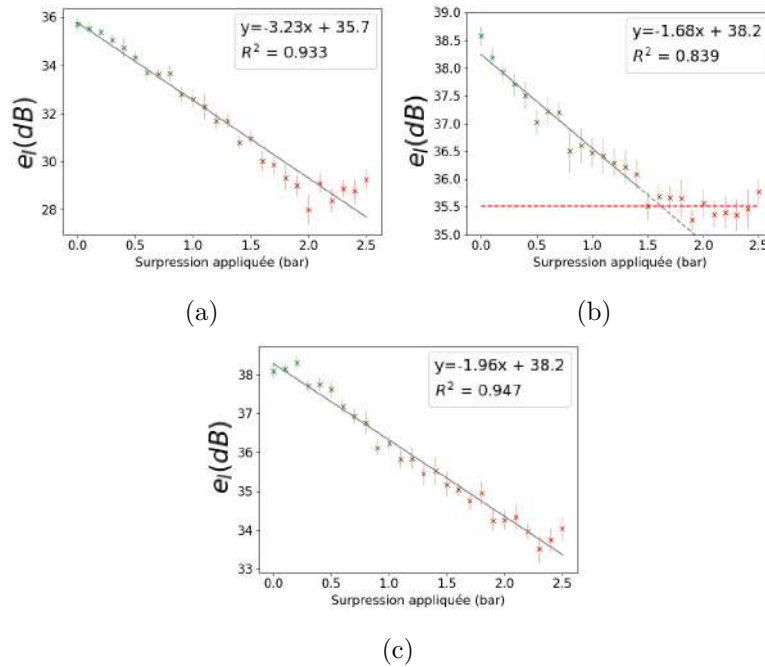 y=-3.23x + 35.7
R² = 0.933
36
34
32
30
28
e_I(dB)
0.0 0.5 1.0 1.5 2.0 2.5
Surpression appliquée (bar)
(a)
y=-1.68x + 38.2
R² = 0.839
39.0
38.5
38.0
37.5
37.0
36.5
36.0
35.5
35.0
e_I(dB)
0.0 0.5 1.0 1.5 2.0 2.5
Surpression appliquée (bar)
(b)
y=-1.96x + 38.2
R² = 0.947
38
37
36
35
34
33
e_I(dB)
0.0 0.5 1.0 1.5 2.0 2.5
Surpression appliquée (bar)
(c)